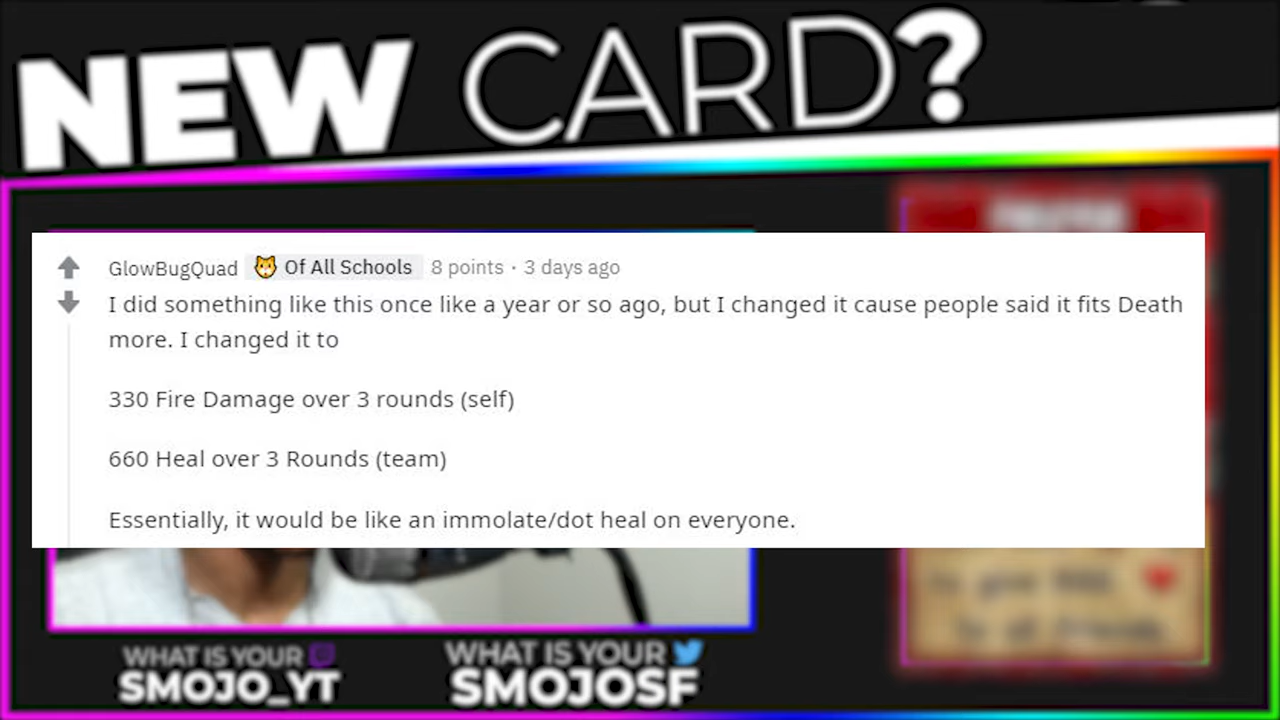 NEW CARD?
GlowBugQuad Of All Schools 8 points · 3 days ago
I did something like this once like a year or so ago, but I changed it cause people said it fits Death
more. I changed it to
330 Fire Damage over 3 rounds (self)
660 Heal over 3 Rounds (team)
Essentially, it would be like an immolate/dot heal on everyone.
WHAT IS YOUR
SMOJO_YT
WHAT IS YOUR
SMOJOSF